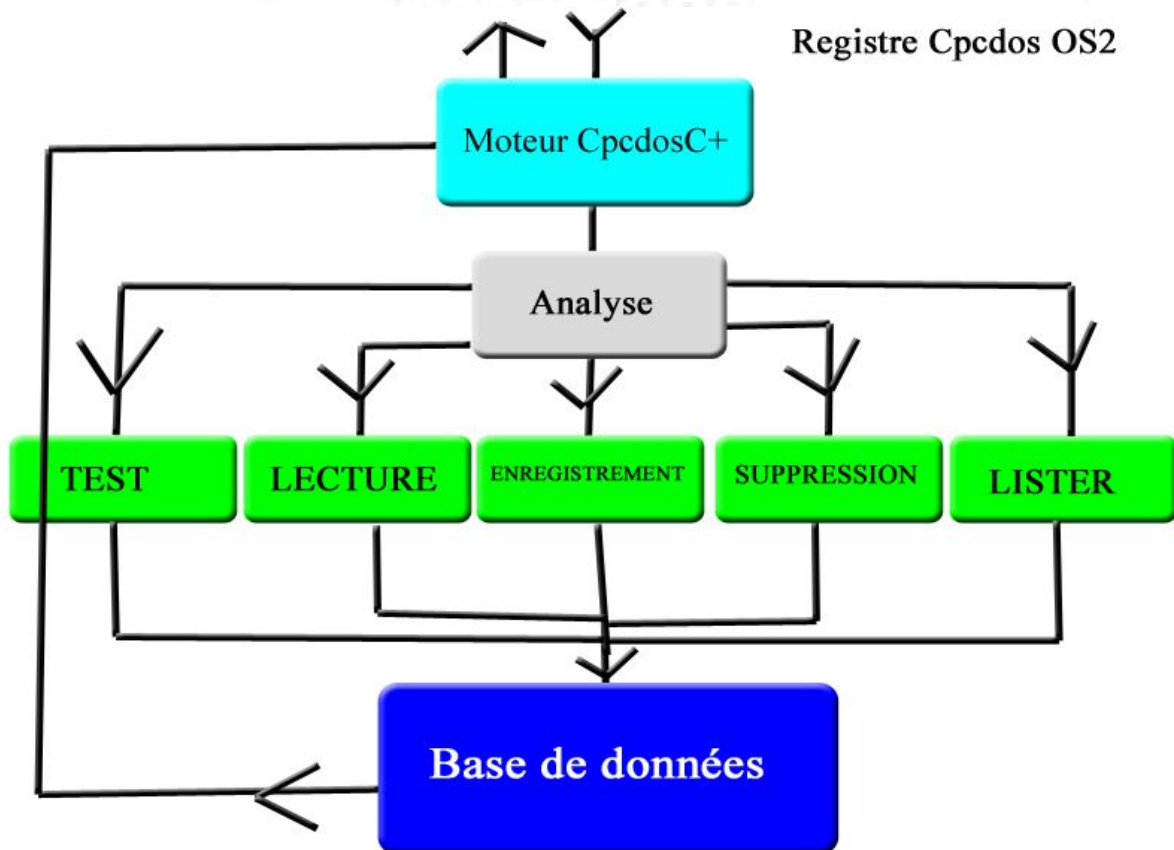 Registre Cpcdos OS2
Moteur CpcdosC+
Analyse
TEST
LECTURE
ENREGISTREMENT
SUPPRESSION
LISTER
Base de données